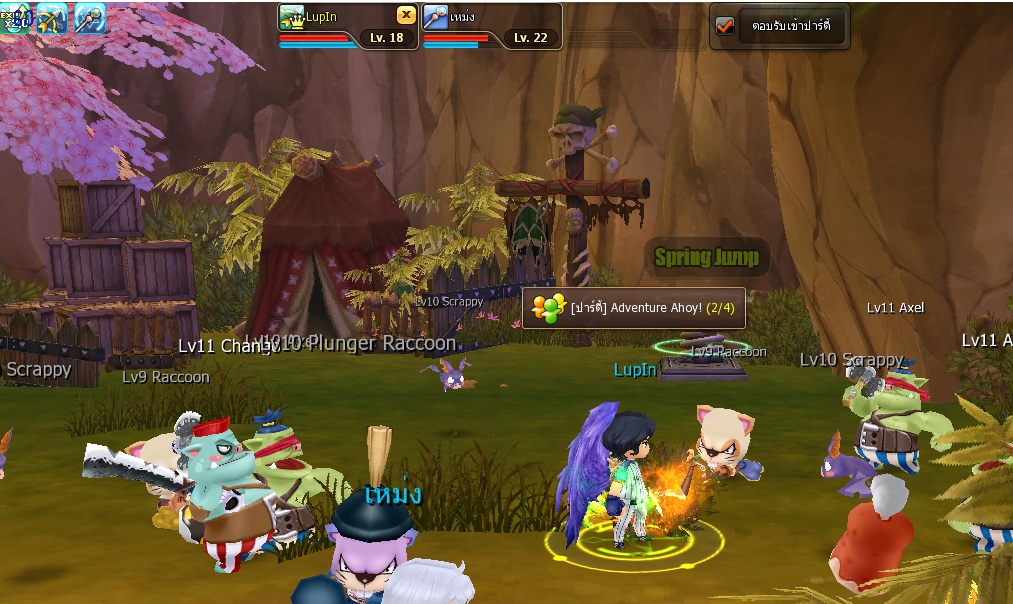 LupIn
Lv. 18
เหม่ง
Lv. 22
ตอบรับเข้าปาร์ตี้
Spring Jump
Lv10 Scrappy
[ปาร์ตี้] Adventure Ahoy! (2/4)
Lv11 Axel
Lv11 A
Lv10 Plunger Raccoon
Lv9 Raccoon
Lv10 Scrappy
Scrappy
Lv9 Raccoon
LupIn
เหม่ง